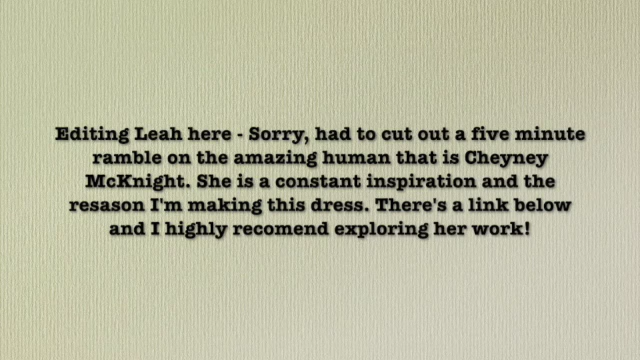 Editing Leah here - Sorry, had to cut out a five minute
ramble on the amazing human that is Cheyney
McKnight. She is a constant inspiration and the
resason I'm making this dress. There's a link below
and I highly recomend exploring her work!